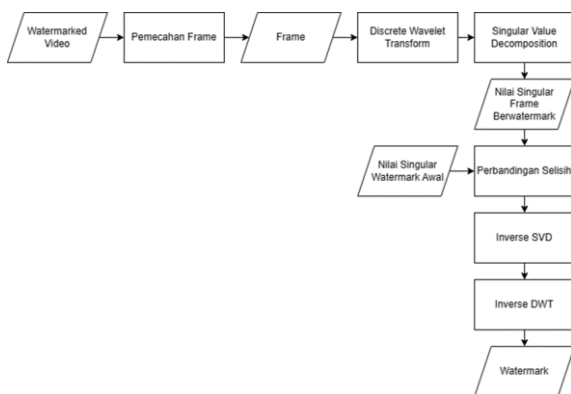 Watermarked
Video
Pemecahan Frame
Frame
Discrete Wavelet
Transform
Singular Value
Decomposition
Nilai Singular
Frame
Berwatermark
Nilai Singular
Watermark Awal
Perbandingan Selisih
Inverse SVD
Inverse DWT
Watermark